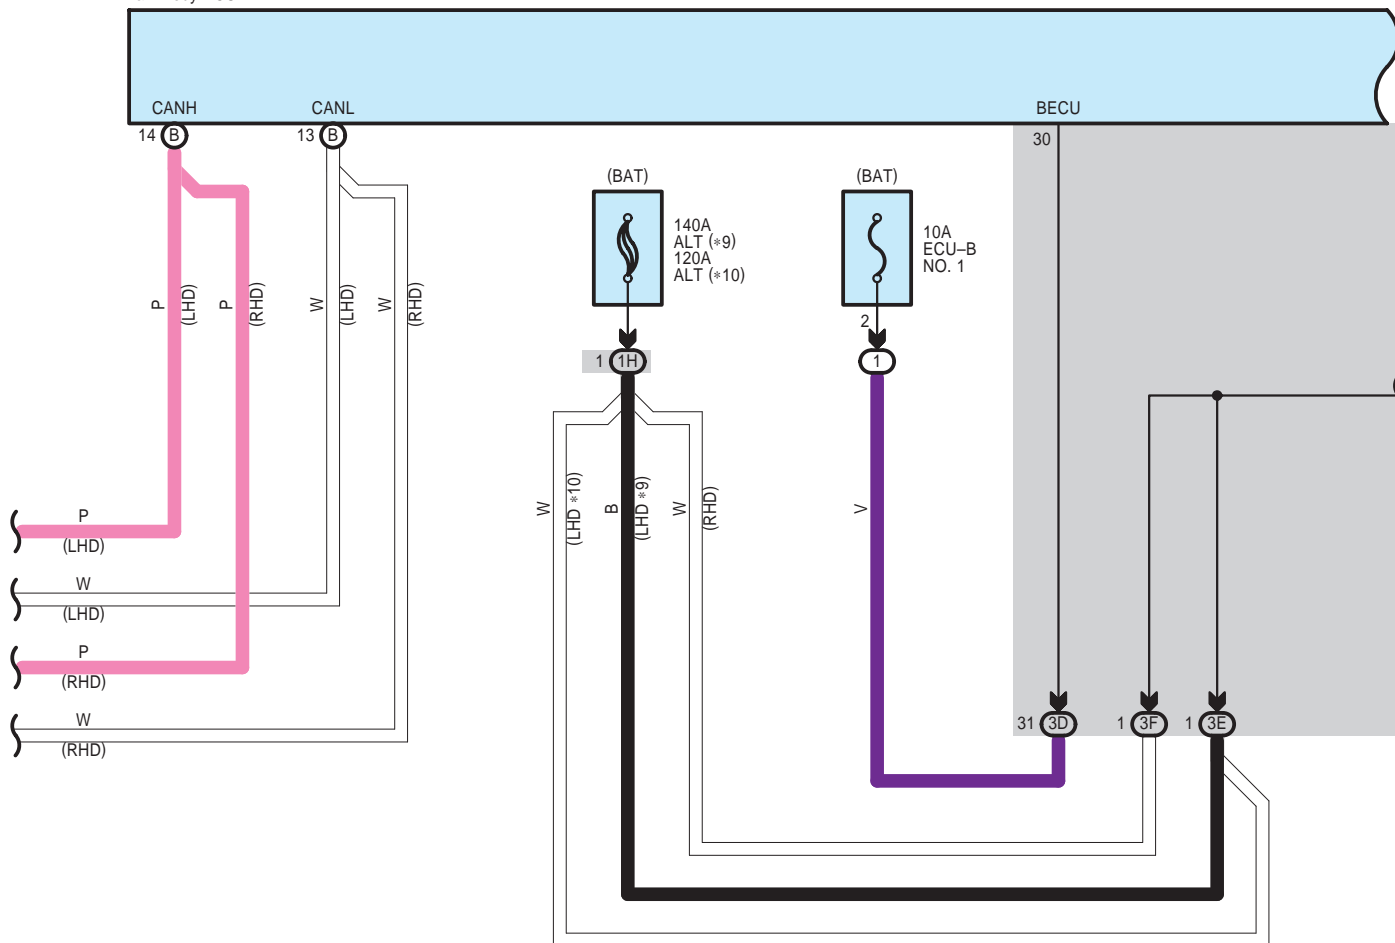 CANH
CANL
BECU
14 B
13 B
30
(BAT)
(BAT)
140A
ALT (*9)
120A
ALT (*10)
10A
ECU–B
NO. 1
P
(LHD)
P
(RHD)
W
(LHD)
W
(RHD)
2
1 1H
1
W
(LHD *10)
B
(LHD *9)
W
(RHD)
V
P
(LHD)
W
(LHD)
P
(RHD)
W
(RHD)
31 3D
1 3F
1 3E